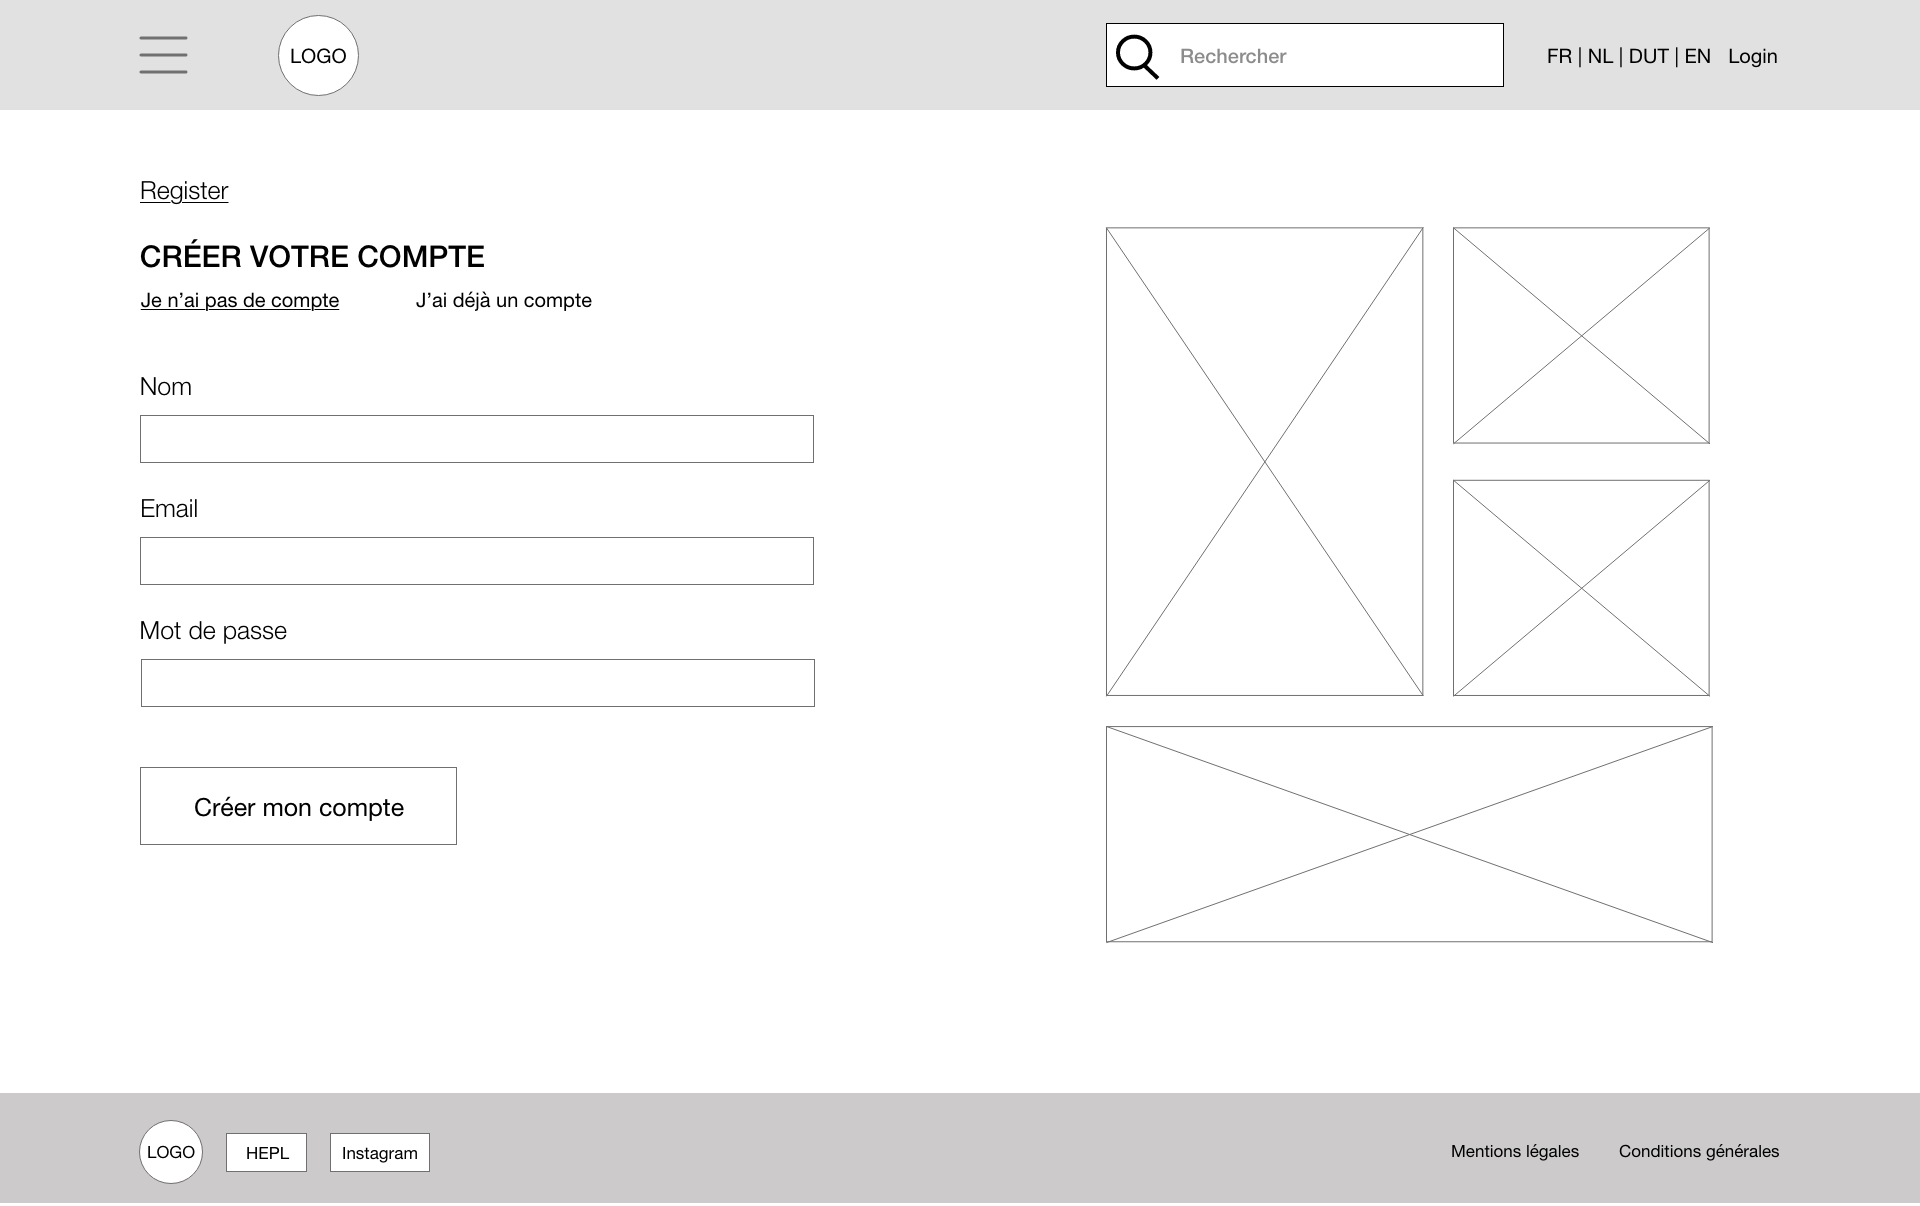 LOGO
Rechercher
FR | NL | DUT | EN Login
Register
CRÉER VOTRE COMPTE
Je n’ai pas de compte
J’ai déjà un compte
Nom
Email
Mot de passe
Créer mon compte
LOGO
HEPL
Instagram
Mentions légales
Conditions générales